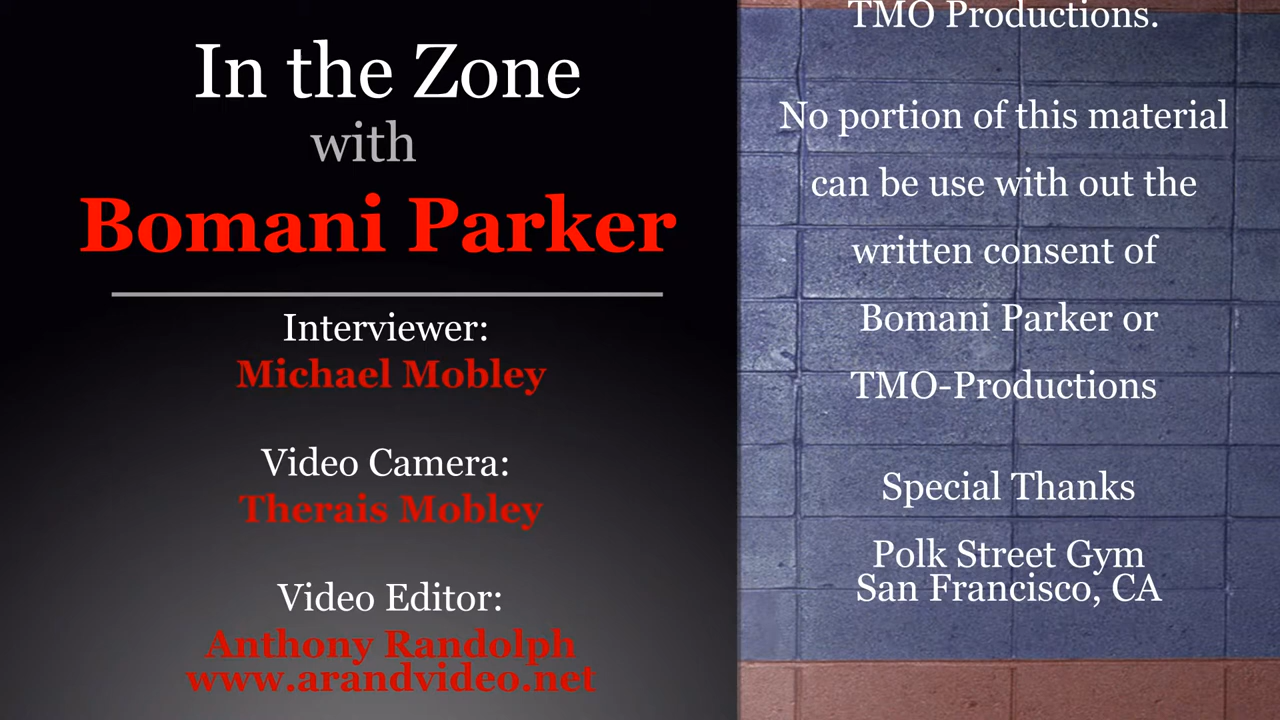 In the Zone
with
Bomani Parker
Interviewer:
Michael Mobley
Video Camera:
Therais Mobley
Video Editor:
Anthony Randolph
www.arandvideo.net
TMO Productions.
No portion of this material
can be use with out the
written consent of
Bomani Parker or
TMO-Productions
Special Thanks
Polk Street Gym
San Francisco, CA